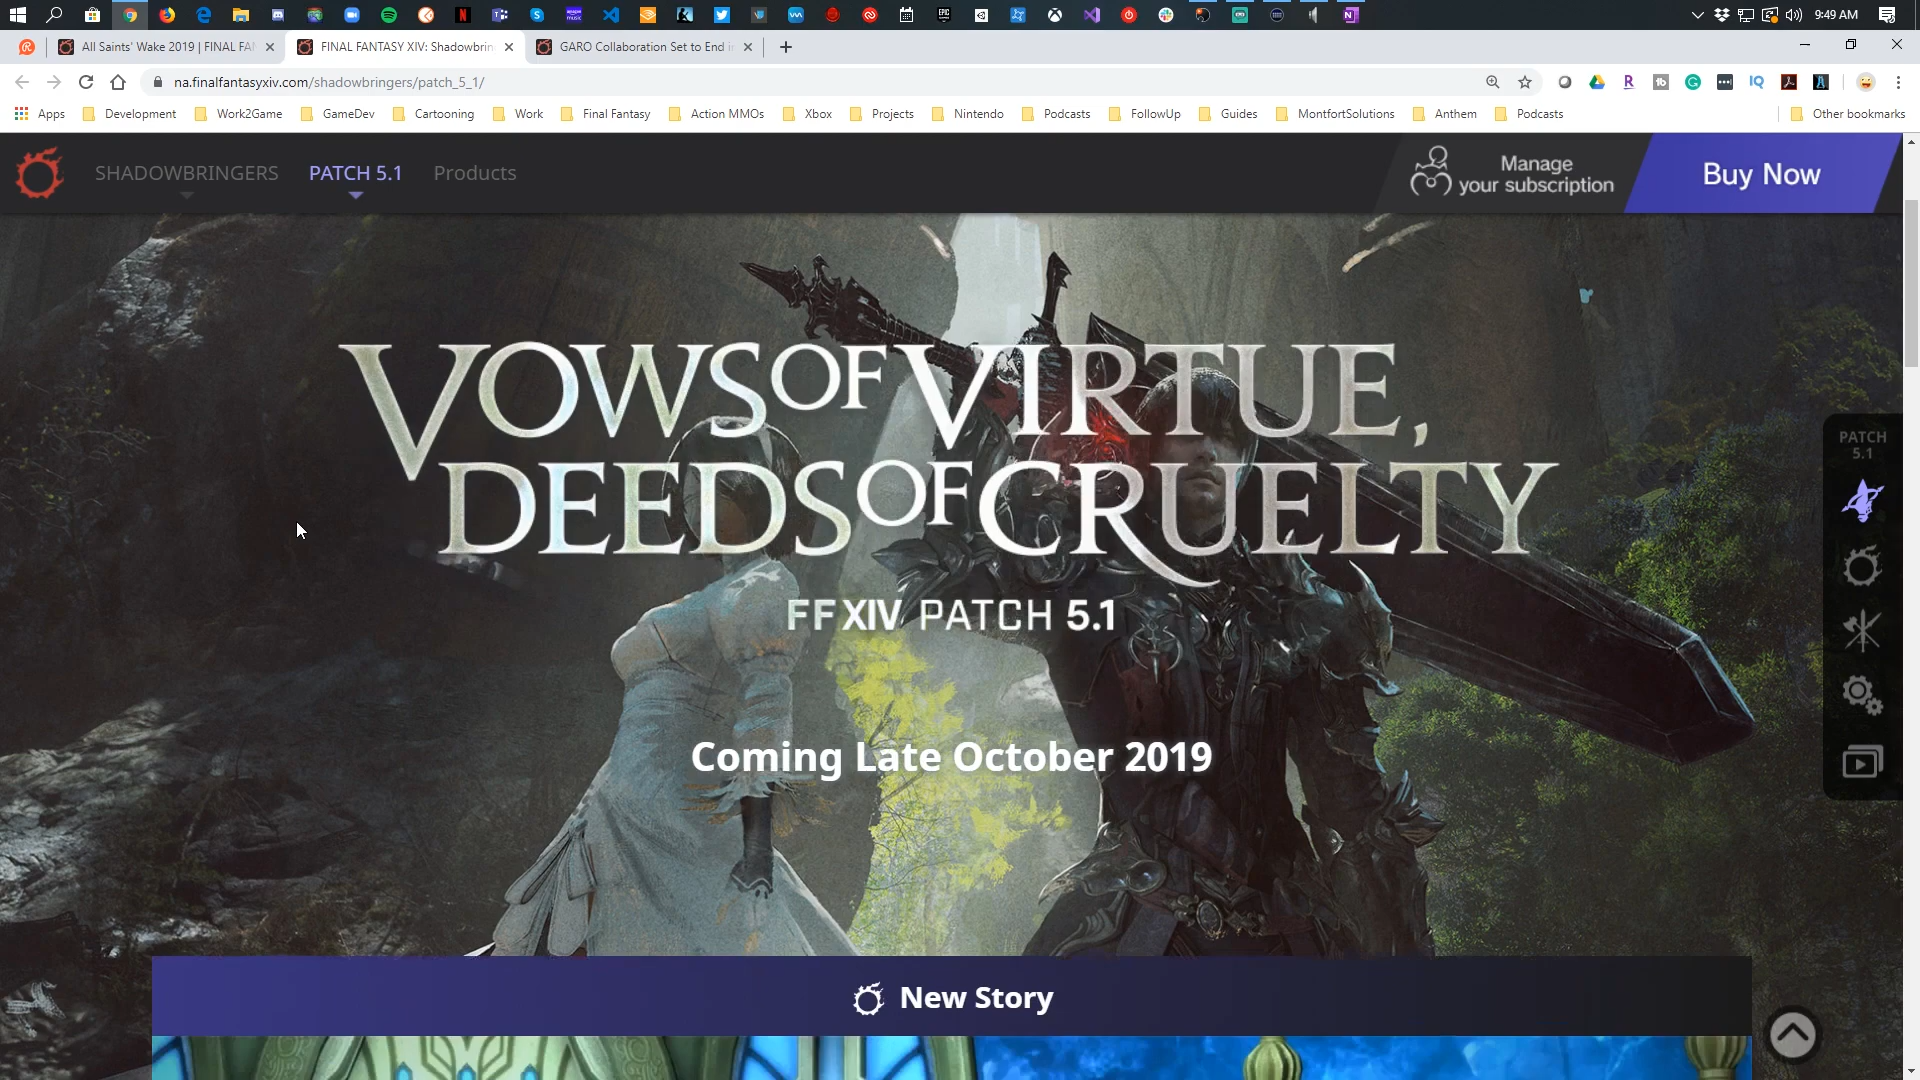 9:49 AM
All Saints' Wake 2019 | FINAL FAN
FINAL FANTASY XIV: Shadowbrin
GARO Collaboration Set to End in
na.finalfantasyxiv.com/shadowbringers/patch_5_1/
Apps
Development
Work2Game
GameDev
Cartooning
Work
Final Fantasy
Action MMOs
Xbox
Projects
Nintendo
Podcasts
FollowUp
Guides
MontfortSolutions
Anthem
Podcasts
Other bookmarks
SHADOWBRINGERS
PATCH 5.1
Products
Manage
your subscription
Buy Now
VOWS OF VIRTUE,
DEEDS OF CRUELTY
FFXIV PATCH 5.1
Coming Late October 2019
PATCH
5.1
New Story